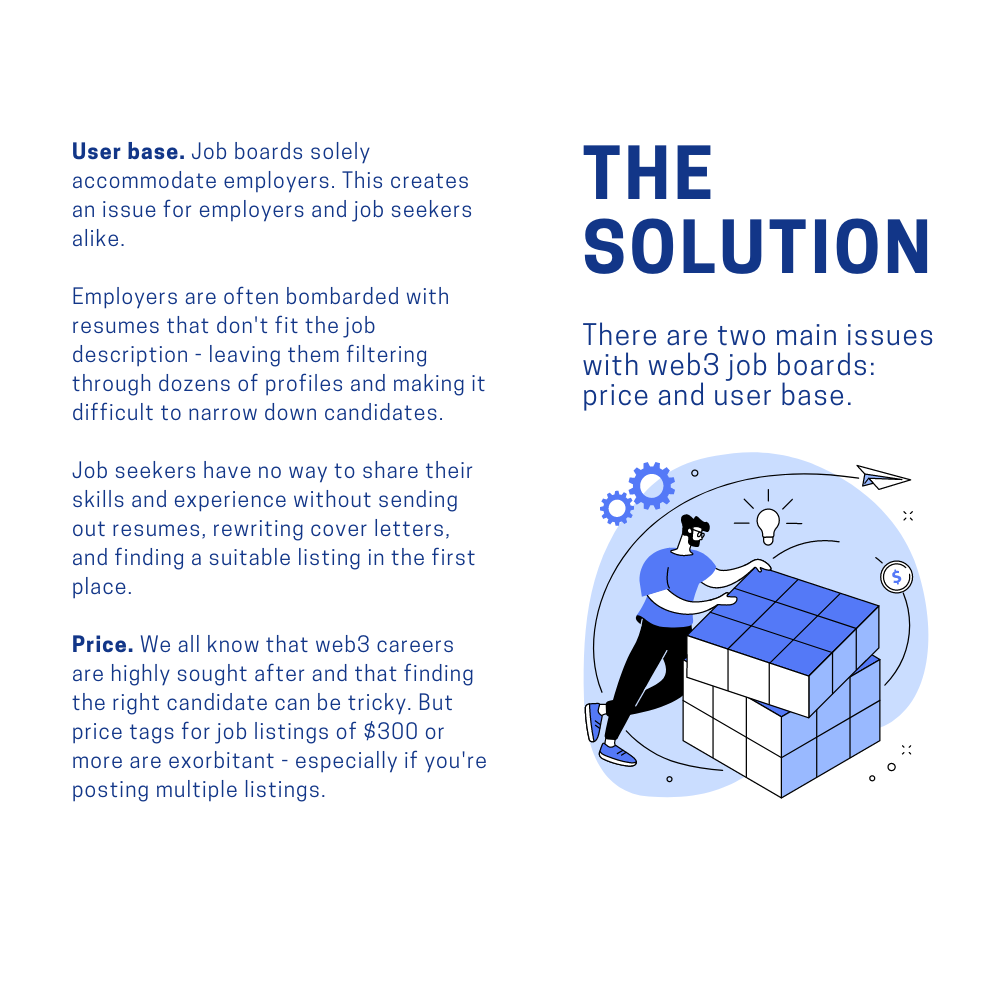 User base. Job boards solely
accommodate employers. This creates
an issue for employers and job seekers
alike.
Employers are often bombarded with
resumes that don't fit the job
description - leaving them filtering
through dozens of profiles and making it
difficult to narrow down candidates.
Job seekers have no way to share their
skills and experience without sending
out resumes, rewriting cover letters,
and finding a suitable listing in the first
place.
Price. We all know that web3 careers
are highly sought after and that finding
the right candidate can be tricky. But
price tags for job listings of $300 or
more are exorbitant - especially if you're
posting multiple listings.
THE
SOLUTION
There are two main issues
with web3 job boards:
price and user base.
$